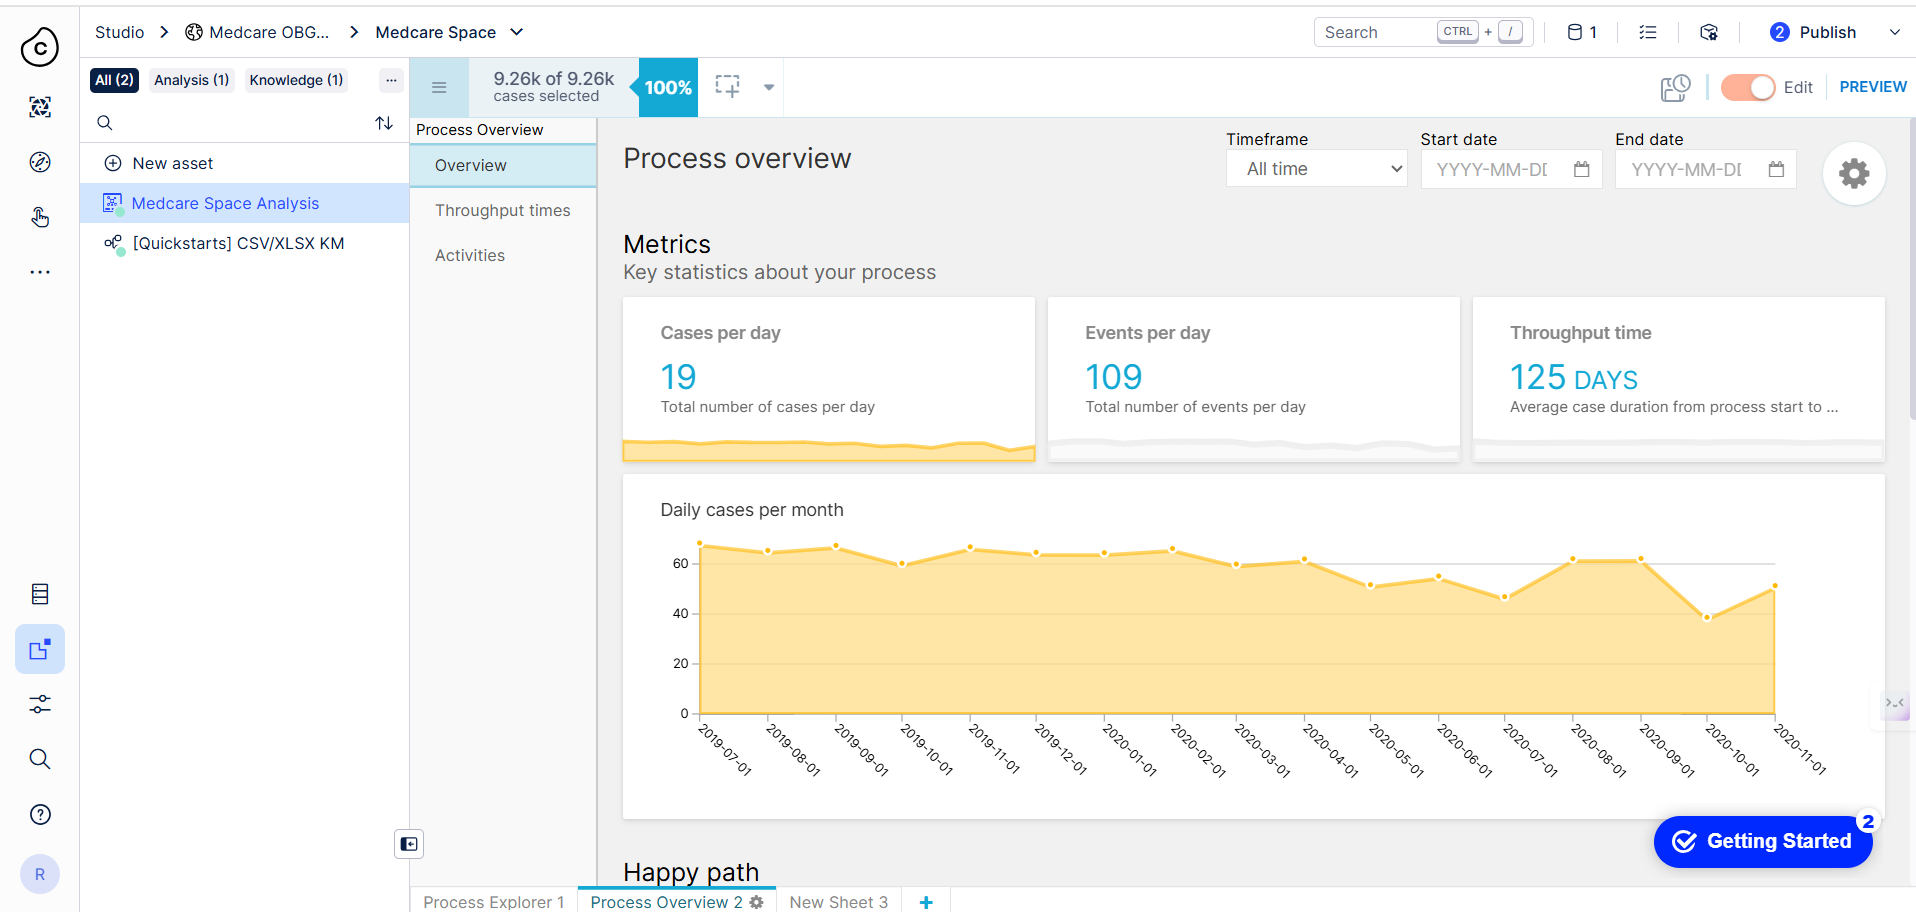 Studio
Medcare OBG...
Medcare Space
Search CTRL + /
1
2 Publish
All (2) Analysis (1) Knowledge (1) ...
New asset
Medcare Space Analysis
[Quickstarts] CSV/XLSX KM
9.26k of 9.26k
cases selected
100%
Edit
PREVIEW
Process Overview
Overview
Throughput times
Activities
Process overview
Timeframe
All time
Start date
YYYY-MM-DD
End date
YYYY-MM-DD
Metrics
Key statistics about your process
Cases per day
19
Total number of cases per day
Events per day
109
Total number of events per day
Throughput time
125 DAYS
Average case duration from process start to ...
Daily cases per month
60
40
20
0
2019-07-01
2019-08-01
2019-09-01
2019-10-01
2019-11-01
2019-12-01
2020-01-01
2020-02-01
2020-03-01
2020-04-01
2020-05-01
2020-06-01
2020-07-01
2020-08-01
2020-09-01
2020-10-01
2020-11-01
Getting Started
2
Happy path
R
Process Explorer 1
Process Overview 2
New Sheet 3
+